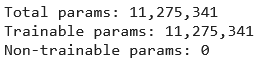 Total params: 11,275,341
Trainable params: 11,275,341
Non-trainable params: 0